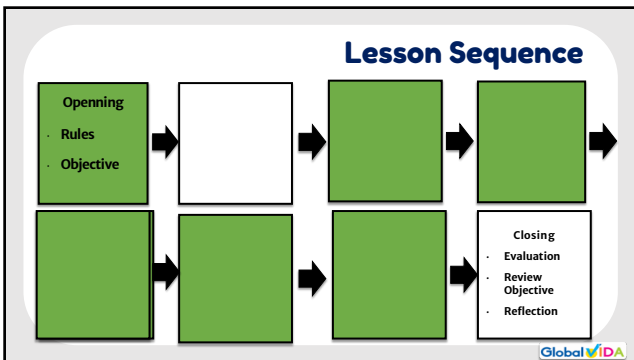 Lesson Sequence
Openning
· Rules
· Objective
Closing
· Evaluation
· Review
Objective
· Reflection
Global VIDA